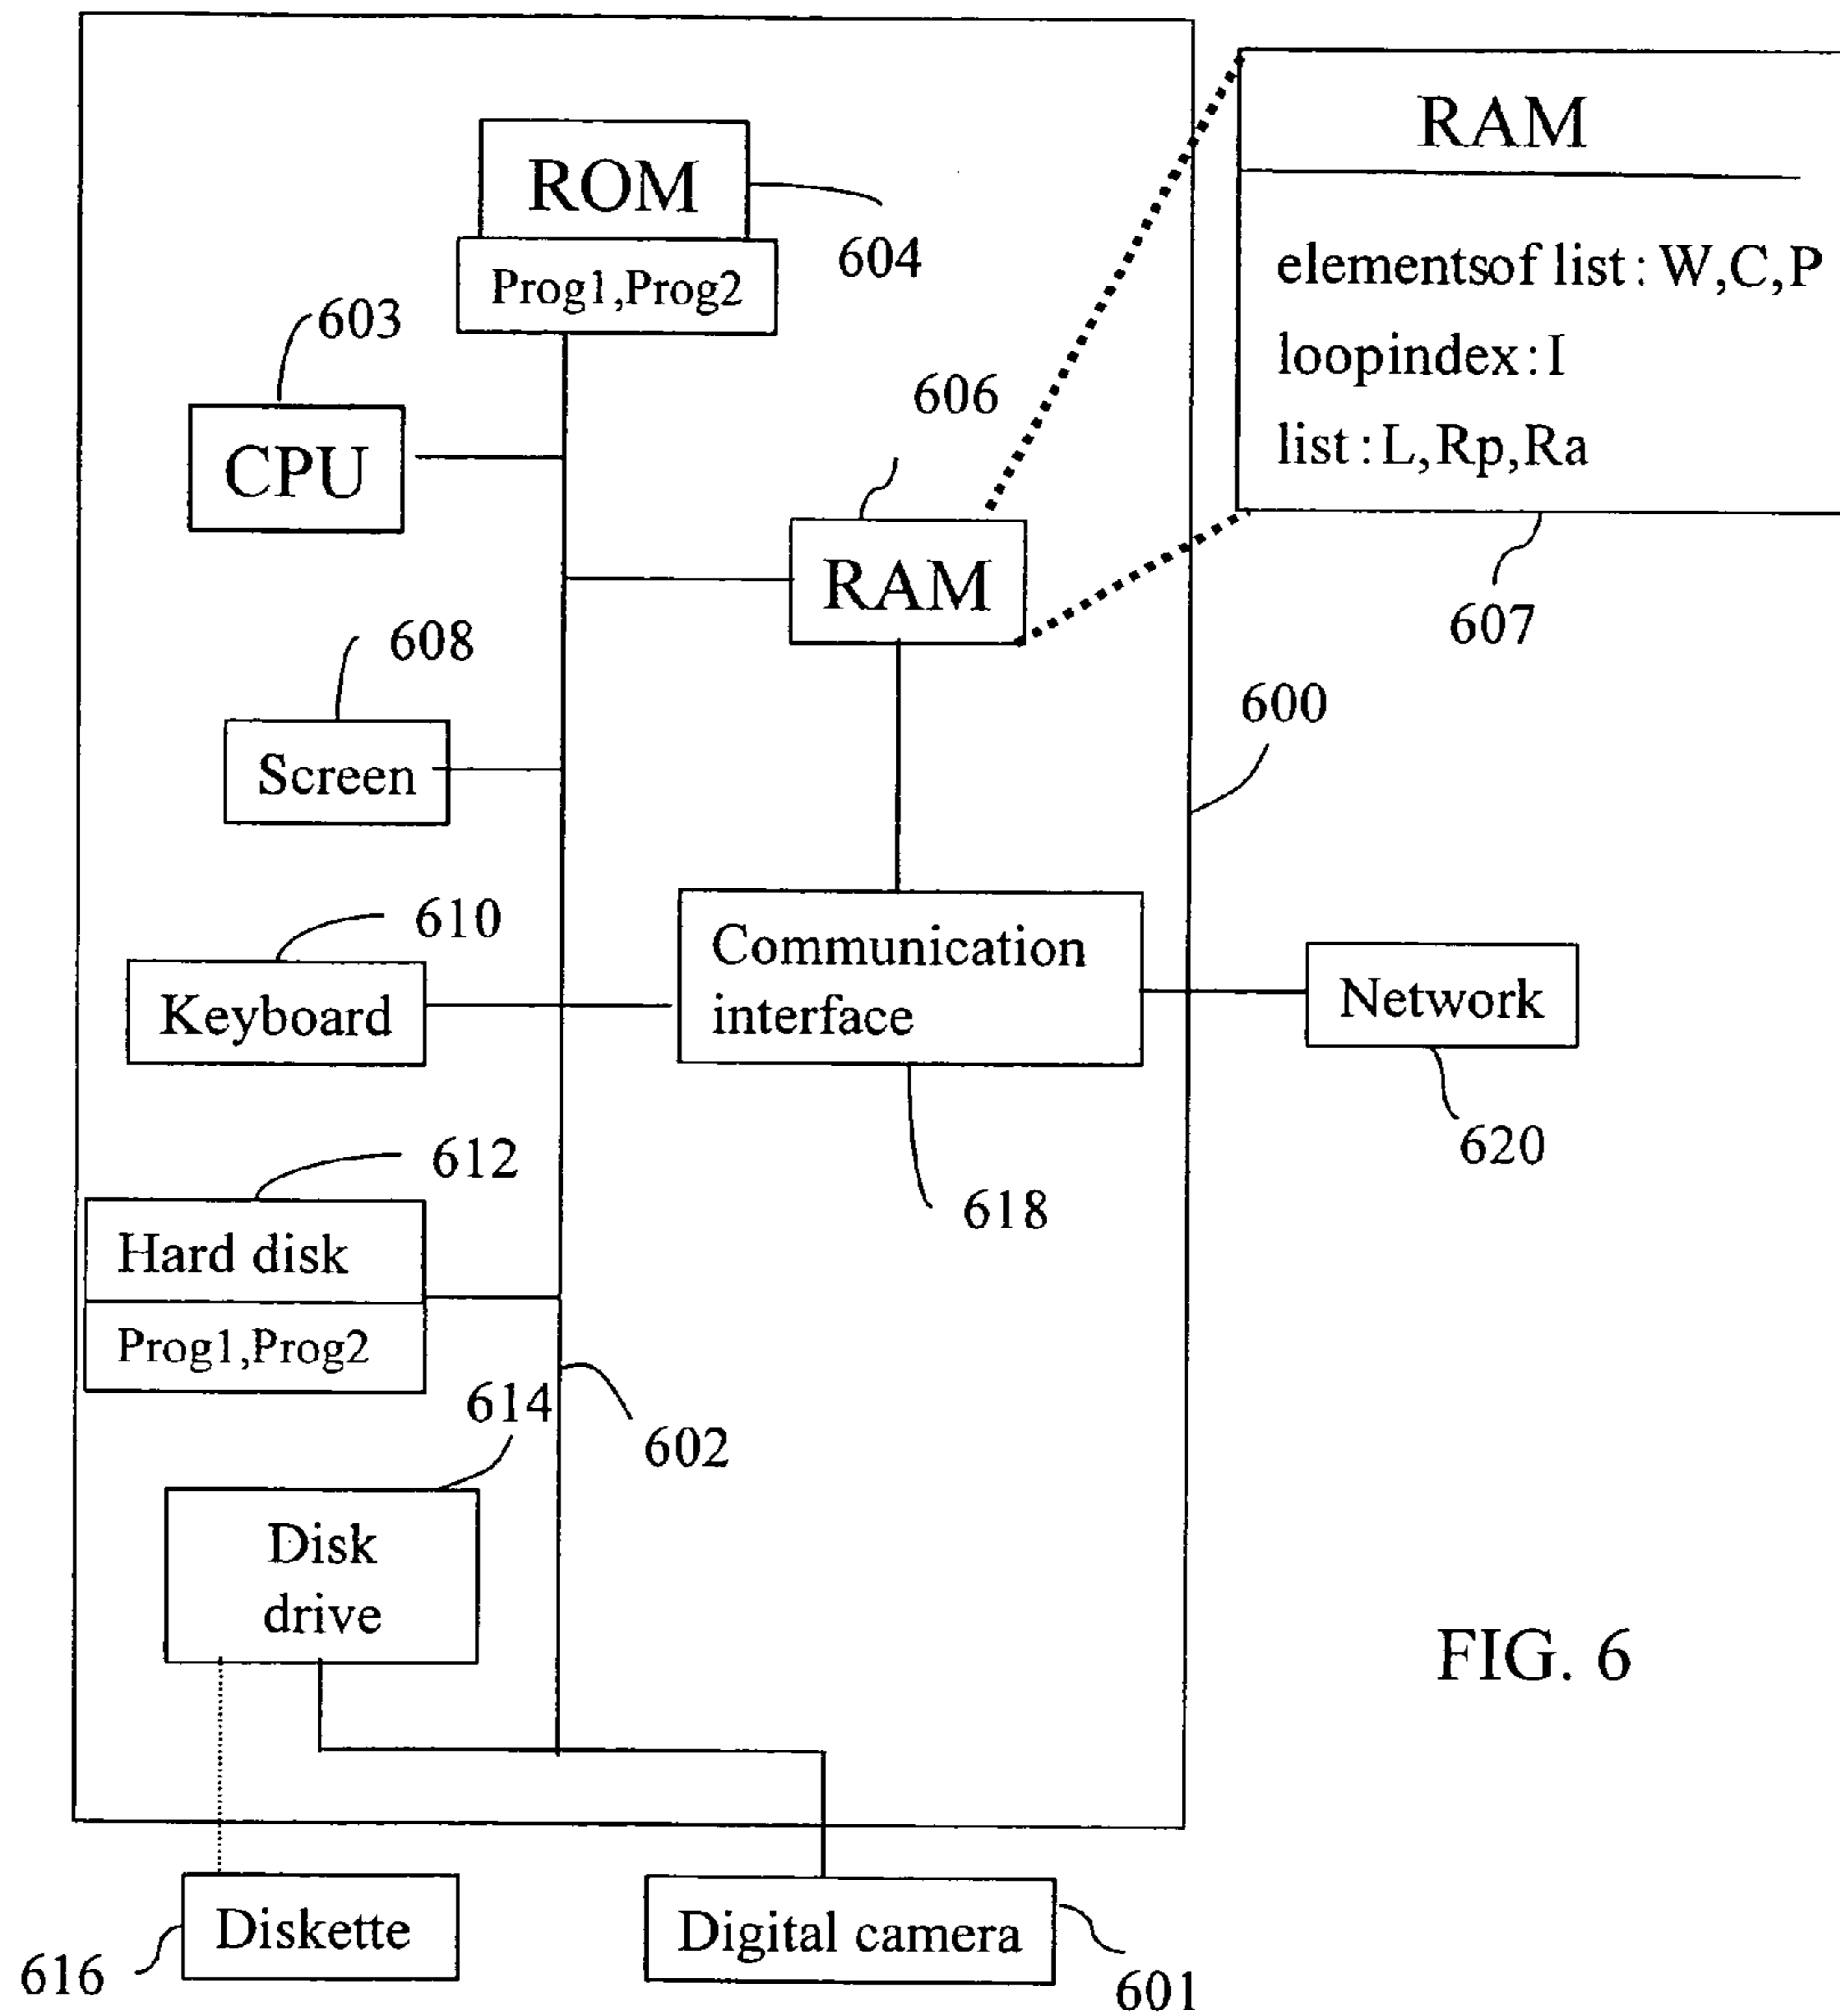 RAM
ROM
604
Prog1,Prog2
elementsof list : W,C,P
603
loopindex : I
606
list : L,Rp,Ra
CPU
RAM
607
608
600
Screen
610
Communication
interface
Network
Keyboard
620
612
618
Hard disk
Prog1,Prog2
614
602
Disk
drive
FIG. 6
Diskette
Digital camera
616
601